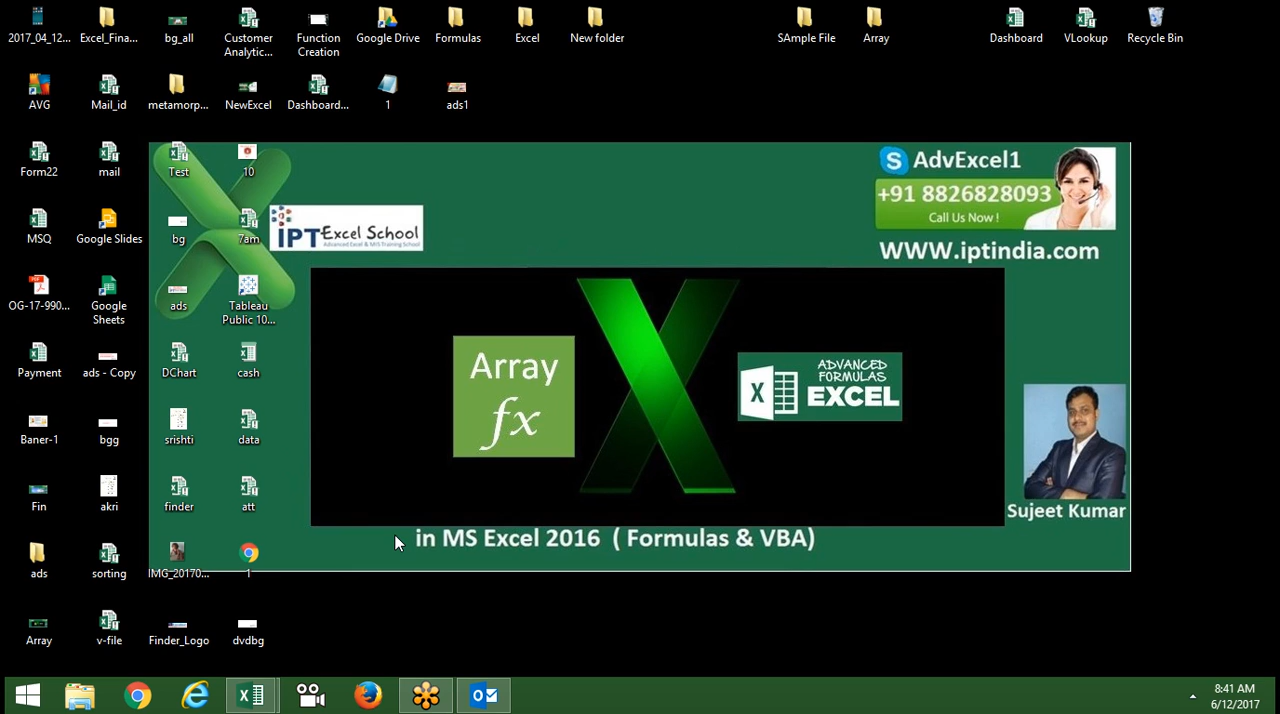 2017_04_12...
Excel_Fina...
bg_all
Customer
Analytic...
Function
Creation
Google Drive
Formulas
Excel
New folder
SAmple File
Array
Dashboard
VLookup
Recycle Bin
AVG
Mail_id
metamorp...
NewExcel
Dashboard...
1
ads1
Form22
mail
Test
10
MSQ
Google Slides
bg
7am
OG-17-990...
Google
Sheets
ads
Tableau
Public 10...
Payment
ads - Copy
DChart
cash
Baner-1
bgg
srishti
data
Fin
akri
finder
att
ads
sorting
IMG_20170...
1
Array
v-file
Finder_Logo
dvdbg
IPT Excel School
Advanced Excel & MIS Training School
S AdvExcel1
+91 8826828093
Call Us Now !
WWW.iptindia.com
Array
fx
X
ADVANCED
FORMULAS
EXCEL
Sujeet Kumar
in MS Excel 2016 ( Formulas & VBA)
8:41 AM
6/12/2017